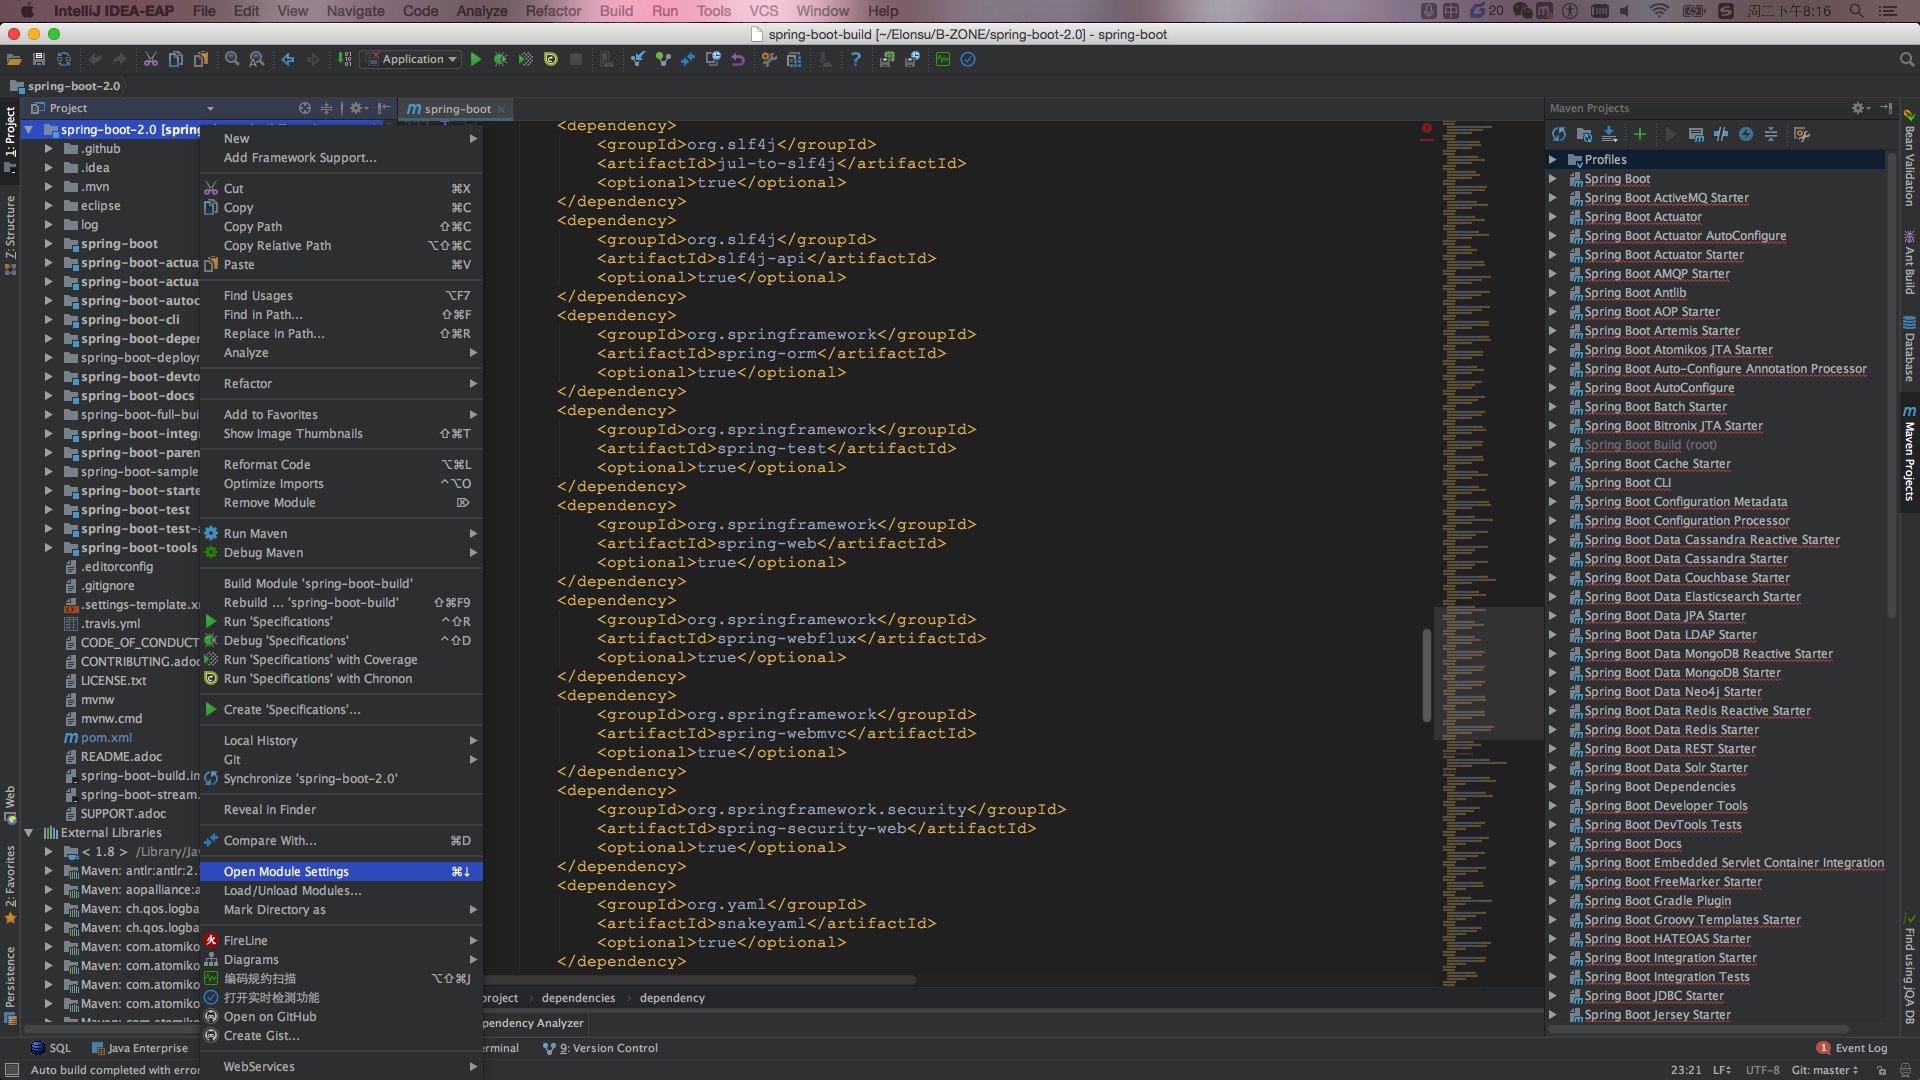 IntelliJ IDEA-EAP File Edit View Navigate Code Analyze Refactor Build Run Tools VCS Window Help 20 周二下午8:16
spring-boot-build [~/Elonsu/B-ZONE/spring-boot-2.0] - spring-boot
Application
spring-boot-2.0
Project
spring-boot
Maven Projects
1: Project
Z: Structure
Web
2: Favorites
Persistence
spring-boot-2.0 [spring
.github
.idea
.mvn
eclipse
log
spring-boot
spring-boot-actua
spring-boot-actua
spring-boot-autoc
spring-boot-cli
spring-boot-deper
spring-boot-deployr
spring-boot-devto
spring-boot-docs
spring-boot-full-bui
spring-boot-integr
spring-boot-paren
spring-boot-sample
spring-boot-starte
spring-boot-test
spring-boot-test-
spring-boot-tools
.editorconfig
.gitignore
.settings-template.x
.travis.yml
CODE_OF_CONDUCT
CONTRIBUTING.adoc
LICENSE.txt
mvnw
mvnw.cmd
pom.xml
README.adoc
spring-boot-build.in
spring-boot-stream.
SUPPORT.adoc
External Libraries
< 1.8 > /Library/Ja
Maven: antlr:antlr:2.
Maven: aopalliance:a
Maven: ch.qos.logba
Maven: ch.qos.logba
Maven: com.atomiko
Maven: com.atomiko
Maven: com.atomiko
Maven: com.atomiko
Maven: com.atomiko
New
Add Framework Support...
Cut ⌘X
Copy ⌘C
Copy Path ⇧⌘C
Copy Relative Path ⌥⇧⌘C
Paste ⌘V
Find Usages ⌥F7
Find in Path... ⇧⌘F
Replace in Path... ⇧⌘R
Analyze
Refactor
Add to Favorites
Show Image Thumbnails ⇧⌘T
Reformat Code ⌥⌘L
Optimize Imports ^⌥O
Remove Module ⌦
Run Maven
Debug Maven
Build Module 'spring-boot-build'
Rebuild ... 'spring-boot-build' ⇧⌘F9
Run 'Specifications' ^⇧R
Debug 'Specifications' ^⇧D
Run 'Specifications' with Coverage
Run 'Specifications' with Chronon
Create 'Specifications'...
Local History
Git
Synchronize 'spring-boot-2.0'
Reveal in Finder
Compare With... ⌘D
Open Module Settings ⌘↓
Load/Unload Modules...
Mark Directory as
FireLine
Diagrams
编码规约扫描 ⌥⇧⌘J
打开实时检测功能
Open on GitHub
Create Gist...
WebServices
<dependency>
<groupId>org.slf4j</groupId>
<artifactId>jul-to-slf4j</artifactId>
<optional>true</optional>
</dependency>
<dependency>
<groupId>org.slf4j</groupId>
<artifactId>slf4j-api</artifactId>
<optional>true</optional>
</dependency>
<dependency>
<groupId>org.springframework</groupId>
<artifactId>spring-orm</artifactId>
<optional>true</optional>
</dependency>
<dependency>
<groupId>org.springframework</groupId>
<artifactId>spring-test</artifactId>
<optional>true</optional>
</dependency>
<dependency>
<groupId>org.springframework</groupId>
<artifactId>spring-web</artifactId>
<optional>true</optional>
</dependency>
<dependency>
<groupId>org.springframework</groupId>
<artifactId>spring-webflux</artifactId>
<optional>true</optional>
</dependency>
<dependency>
<groupId>org.springframework</groupId>
<artifactId>spring-webmvc</artifactId>
<optional>true</optional>
</dependency>
<dependency>
<groupId>org.springframework.security</groupId>
<artifactId>spring-security-web</artifactId>
<optional>true</optional>
</dependency>
<dependency>
<groupId>org.yaml</groupId>
<artifactId>snakeyaml</artifactId>
<optional>true</optional>
</dependency>
project › dependencies › dependency
pendency Analyzer
Profiles
Spring Boot
Spring Boot ActiveMQ Starter
Spring Boot Actuator
Spring Boot Actuator AutoConfigure
Spring Boot Actuator Starter
Spring Boot AMQP Starter
Spring Boot Antlib
Spring Boot AOP Starter
Spring Boot Artemis Starter
Spring Boot Atomikos JTA Starter
Spring Boot Auto-Configure Annotation Processor
Spring Boot AutoConfigure
Spring Boot Batch Starter
Spring Boot Bitronix JTA Starter
Spring Boot Build (root)
Spring Boot Cache Starter
Spring Boot CLI
Spring Boot Configuration Metadata
Spring Boot Configuration Processor
Spring Boot Data Cassandra Reactive Starter
Spring Boot Data Cassandra Starter
Spring Boot Data Couchbase Starter
Spring Boot Data Elasticsearch Starter
Spring Boot Data JPA Starter
Spring Boot Data LDAP Starter
Spring Boot Data MongoDB Reactive Starter
Spring Boot Data MongoDB Starter
Spring Boot Data Neo4j Starter
Spring Boot Data Redis Reactive Starter
Spring Boot Data Redis Starter
Spring Boot Data REST Starter
Spring Boot Data Solr Starter
Spring Boot Dependencies
Spring Boot Developer Tools
Spring Boot DevTools Tests
Spring Boot Docs
Spring Boot Embedded Servlet Container Integration
Spring Boot FreeMarker Starter
Spring Boot Gradle Plugin
Spring Boot Groovy Templates Starter
Spring Boot HATEOAS Starter
Spring Boot Integration Starter
Spring Boot Integration Tests
Spring Boot JDBC Starter
Spring Boot Jersey Starter
Bean Validation
Ant Build
Database
Maven Projects
Find using jQA DB
SQL Java Enterprise erminal 9: Version Control 1 Event Log
Auto build completed with error 23:21 LF UTF-8 Git: master